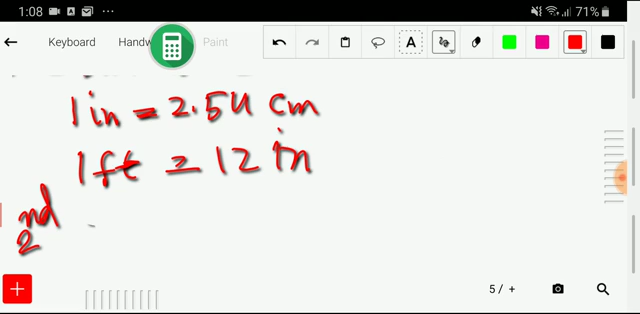 1:08 71%
Keyboard Handw Paint A
1 in = 2.54 cm
1 ft = 12 in
2nd
5 / +